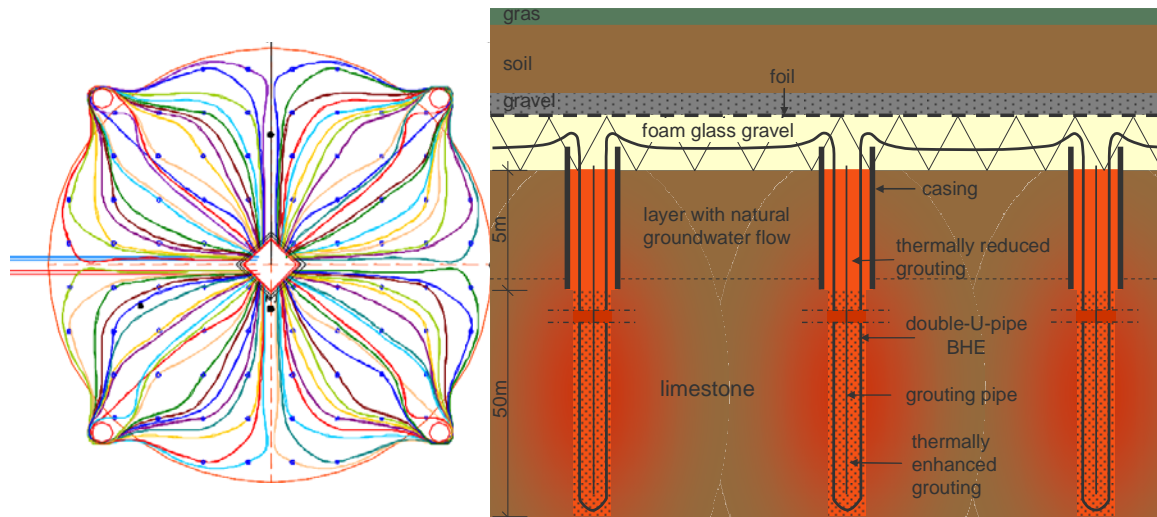 gras
soil
gravel
foil
foam glass gravel
5m
casing
layer with natural
groundwater flow
thermally reduced
grouting
double-U-pipe
BHE
50m
limestone
grouting pipe
thermally
enhanced
grouting